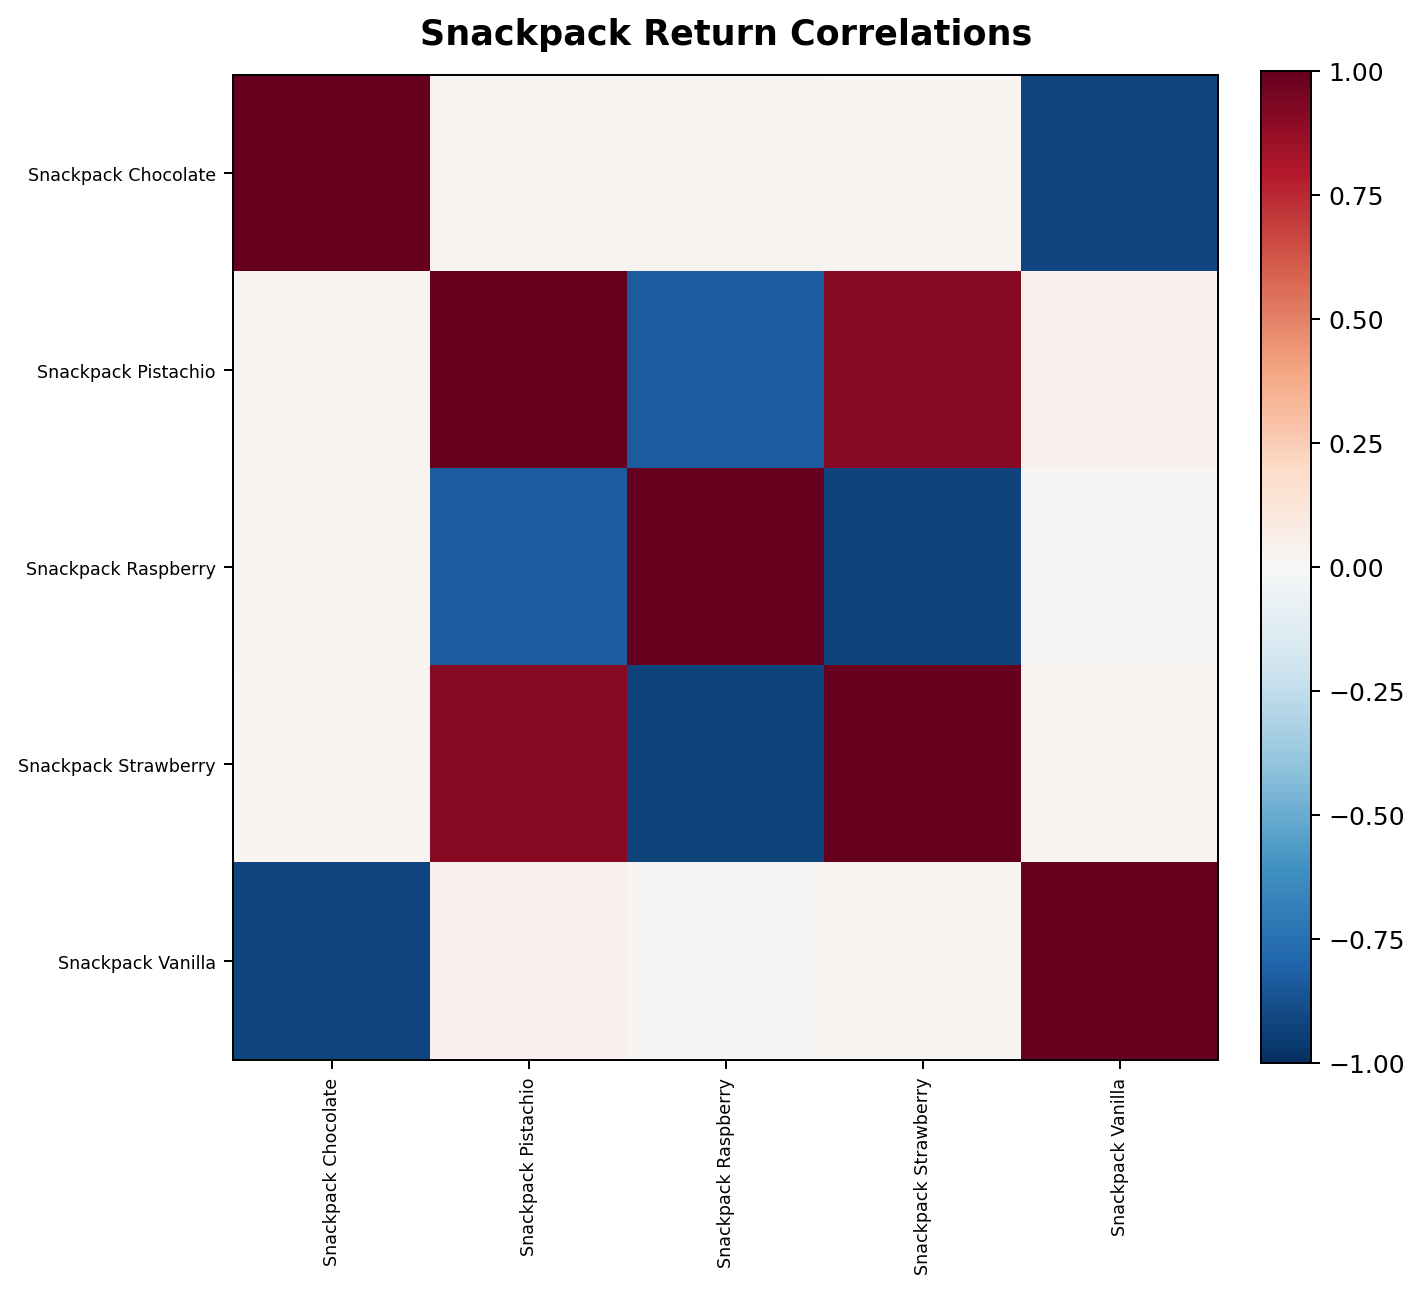 Snackpack Return Correlations
Snackpack Chocolate
Snackpack Pistachio
Snackpack Raspberry
Snackpack Strawberry
Snackpack Vanilla
Snackpack Chocolate
Snackpack Pistachio
Snackpack Raspberry
Snackpack Strawberry
Snackpack Vanilla
1.00
0.75
0.50
0.25
0.00
−0.25
−0.50
−0.75
−1.00